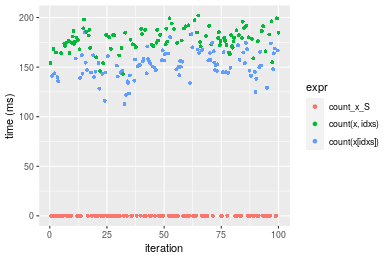 200
150
100
50
0
time (ms)
0
25
50
75
100
iteration
expr
count_x_S
count(x, idxs)
count(x[idxs])